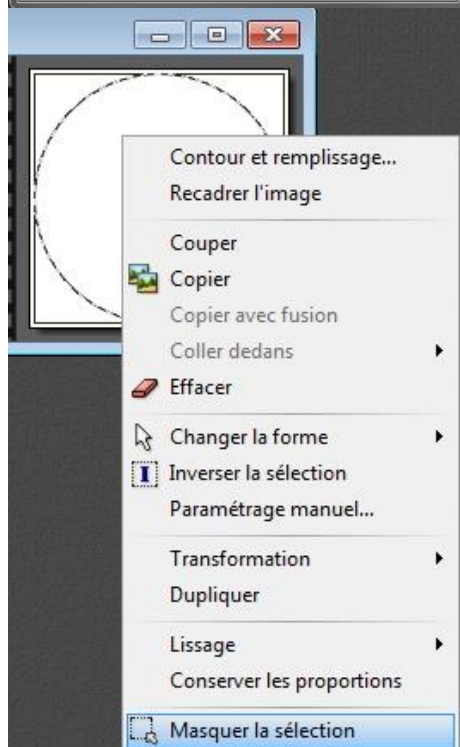 Contour et remplissage...
Recadrer l'image
Couper
Copier
Copier avec fusion
Coller dedans
Effacer
Changer la forme
Inverser la sélection
Paramétrage manuel...
Transformation
Dupliquer
Lissage
Conserver les proportions
Masquer la sélection